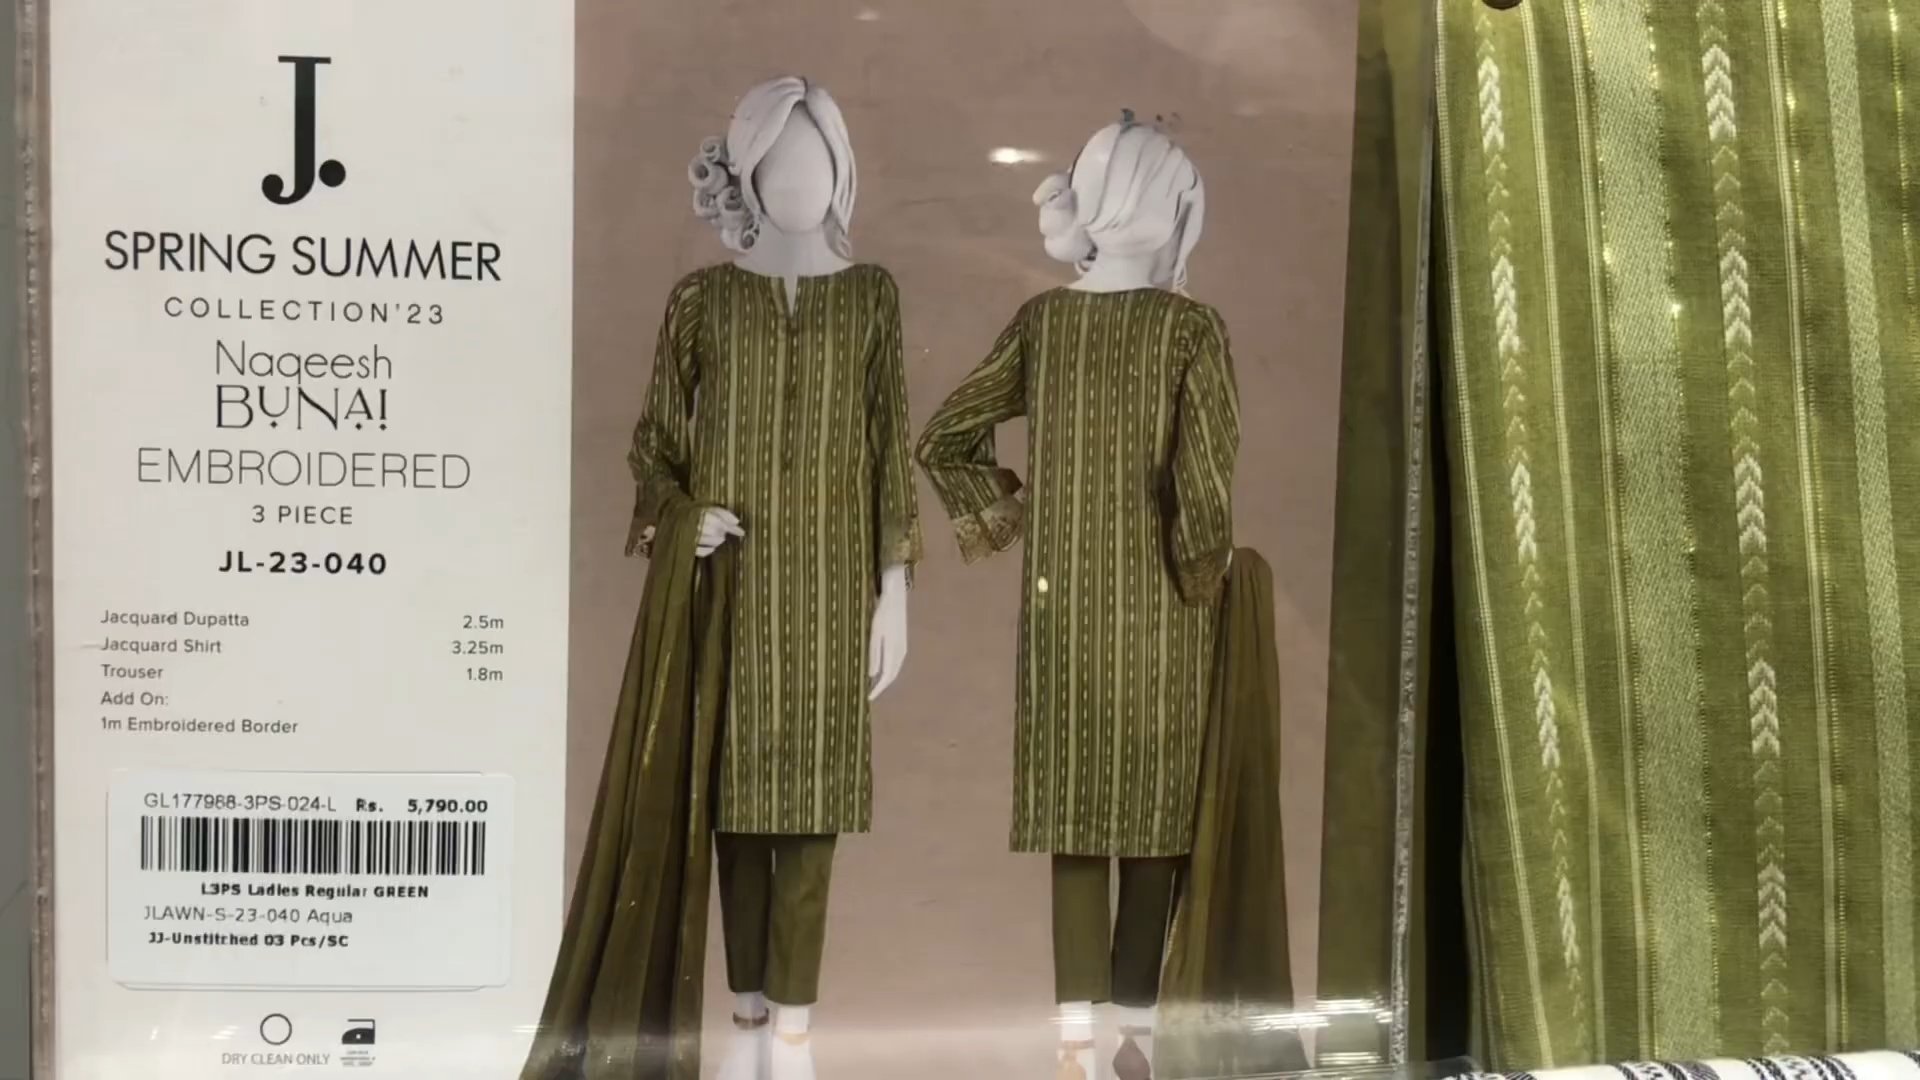 J.
SPRING SUMMER
COLLECTION'23
Naqeesh
BUNAI
EMBROIDERED
3 PIECE
JL-23-040
Jacquard Dupatta 2.5m
Jacquard Shirt 3.25m
Trouser 1.8m
Add On:
1m Embroidered Border
GL177968-3PS-024-L Rs. 5,790.00
L3PS Ladies Regular GREEN
JLAWN-S-23-040 Aqua
JJ-Unstitched 03 Pcs/SC
DRY CLEAN ONLY